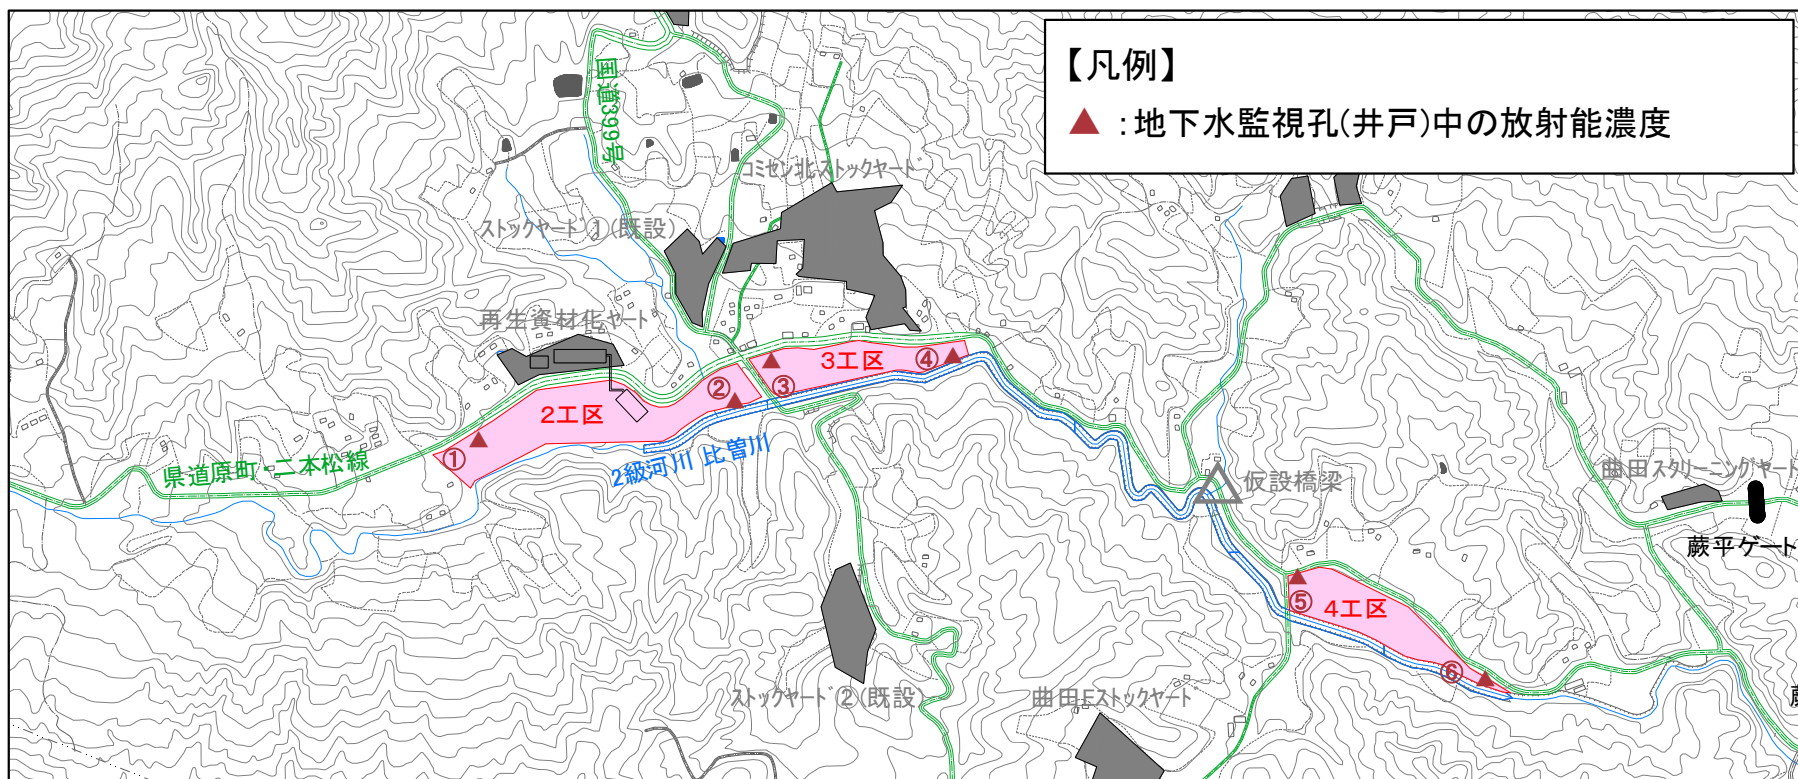 【凡例】
▲ :地下水監視孔(井戸)中の放射能濃度
国道399号
コミセン北ストックヤード
ストックヤード①(既設)
再生資材化ヤード
3工区
④
②
③
2工区
①
県道原町・二本松線
2級河川 比曽川
仮設橋梁
曲田スクリーニングヤード
蕨平ゲート
⑤
4工区
⑥
ストックヤード②(既設)
曲田Eストックヤード